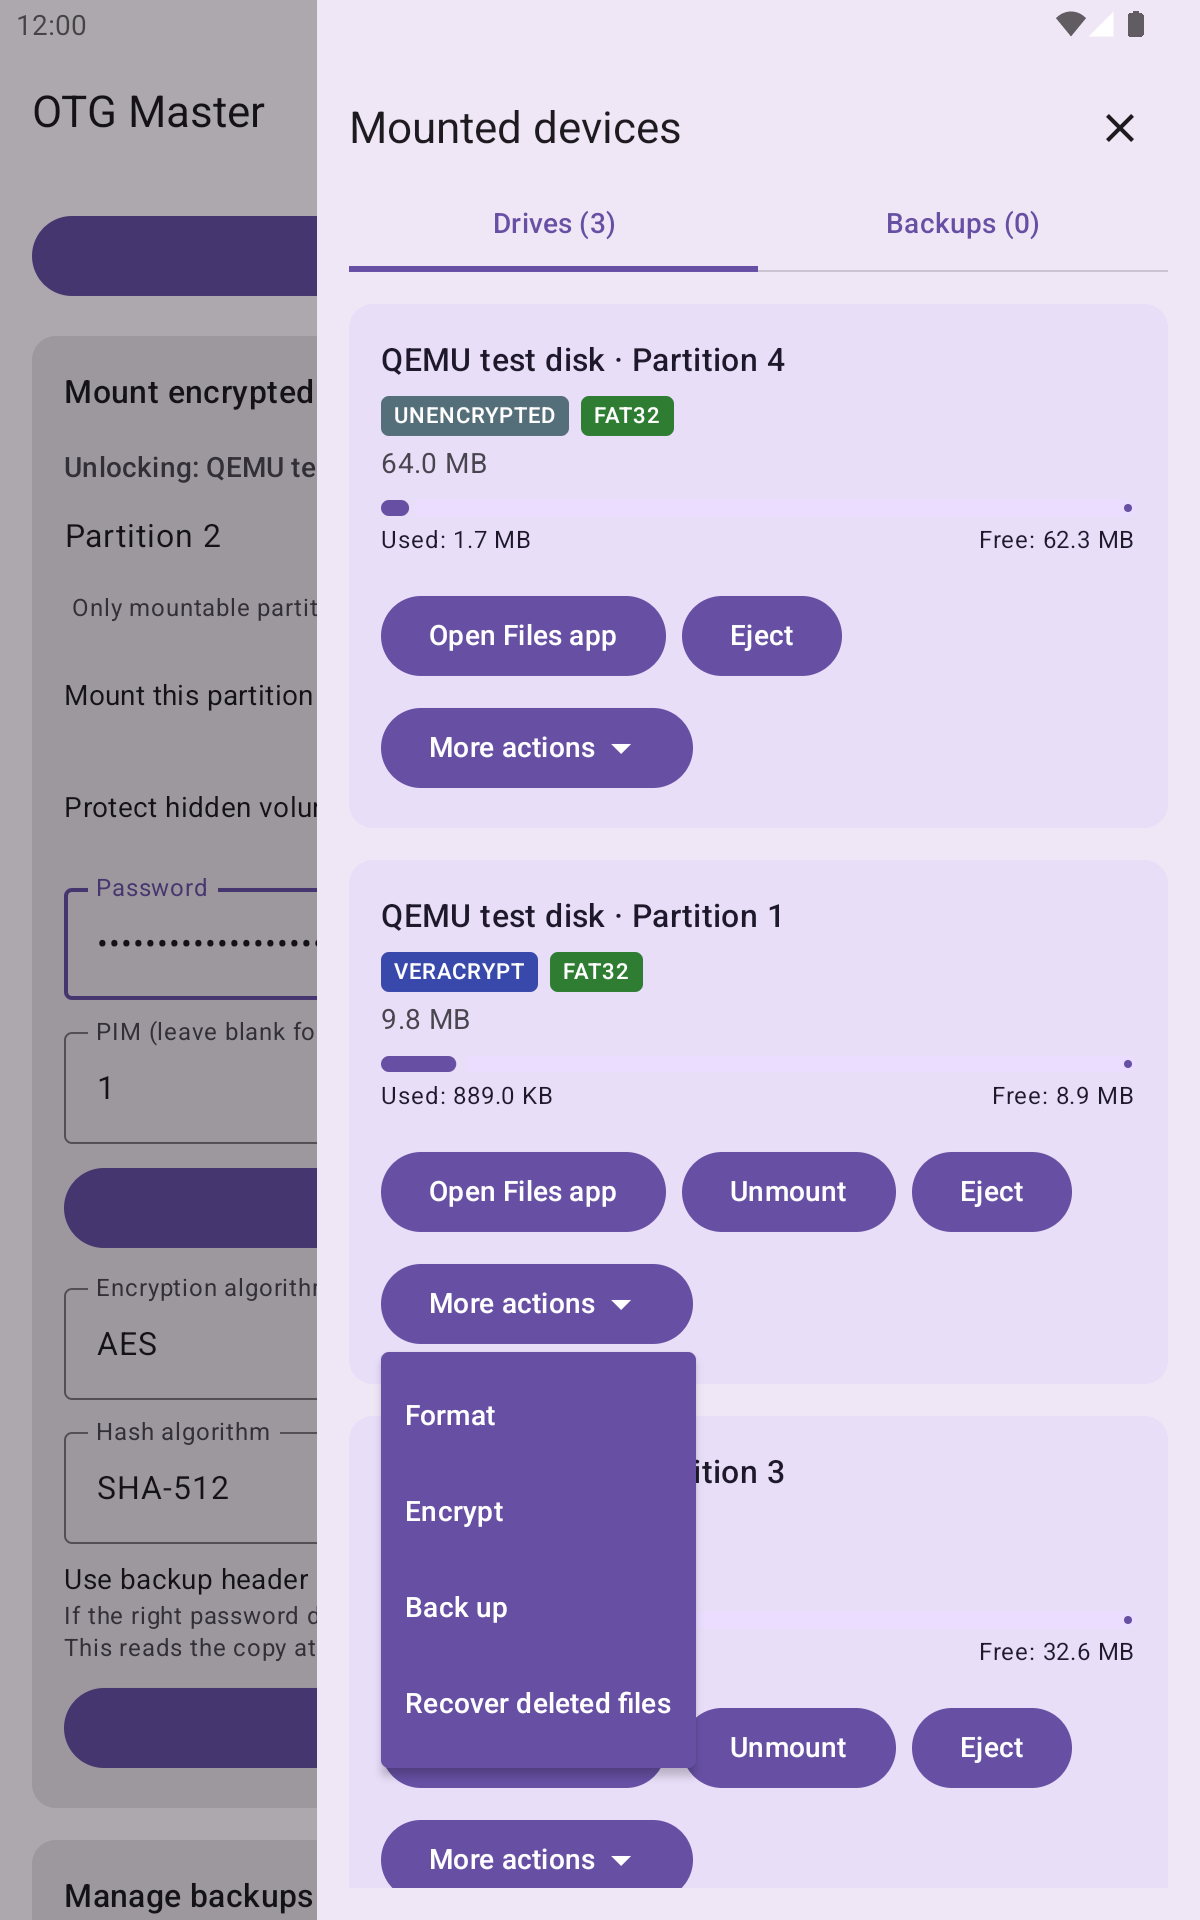 12:00
OTG Master
Mount encrypted
Unlocking: QEMU te
Partition 2
Only mountable partit
Mount this partition
Protect hidden volu
Password
••••••••••••••••••
PIM (leave blank fo
1
Encryption algorith
AES
Hash algorithm
SHA-512
Use backup header
If the right password d
This reads the copy at
Manage backups
Mounted devices
Drives (3)
Backups (0)
QEMU test disk · Partition 4
UNENCRYPTED FAT32
64.0 MB
Used: 1.7 MB Free: 62.3 MB
Open Files app Eject
More actions
QEMU test disk · Partition 1
VERACRYPT FAT32
9.8 MB
Used: 889.0 KB Free: 8.9 MB
Open Files app Unmount Eject
More actions
Format
Encrypt
Back up
Recover deleted files
ition 3
Free: 32.6 MB
Unmount Eject
More actions